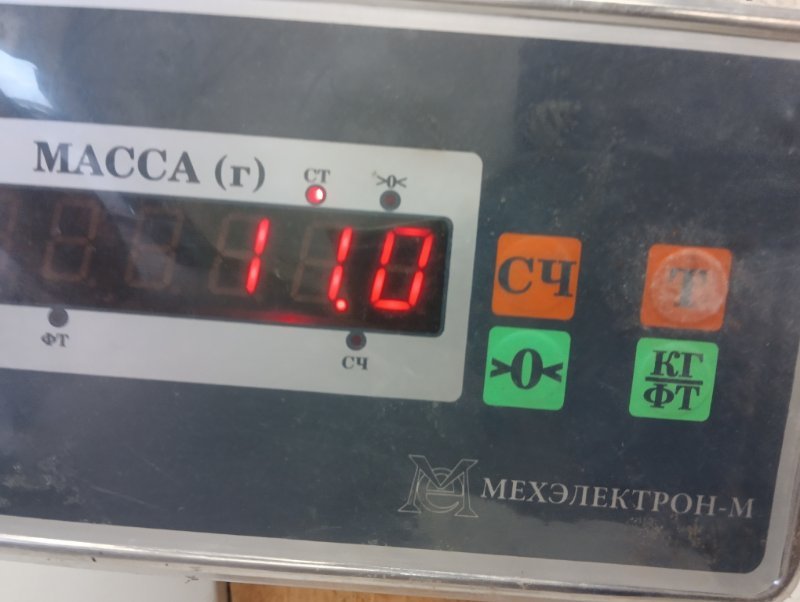 МАССА (г)
СТ
>0<
11.0
ФТ
СЧ
СЧ
Т
>0<
КГ
ФТ
МЕХЭЛЕКТРОН-М